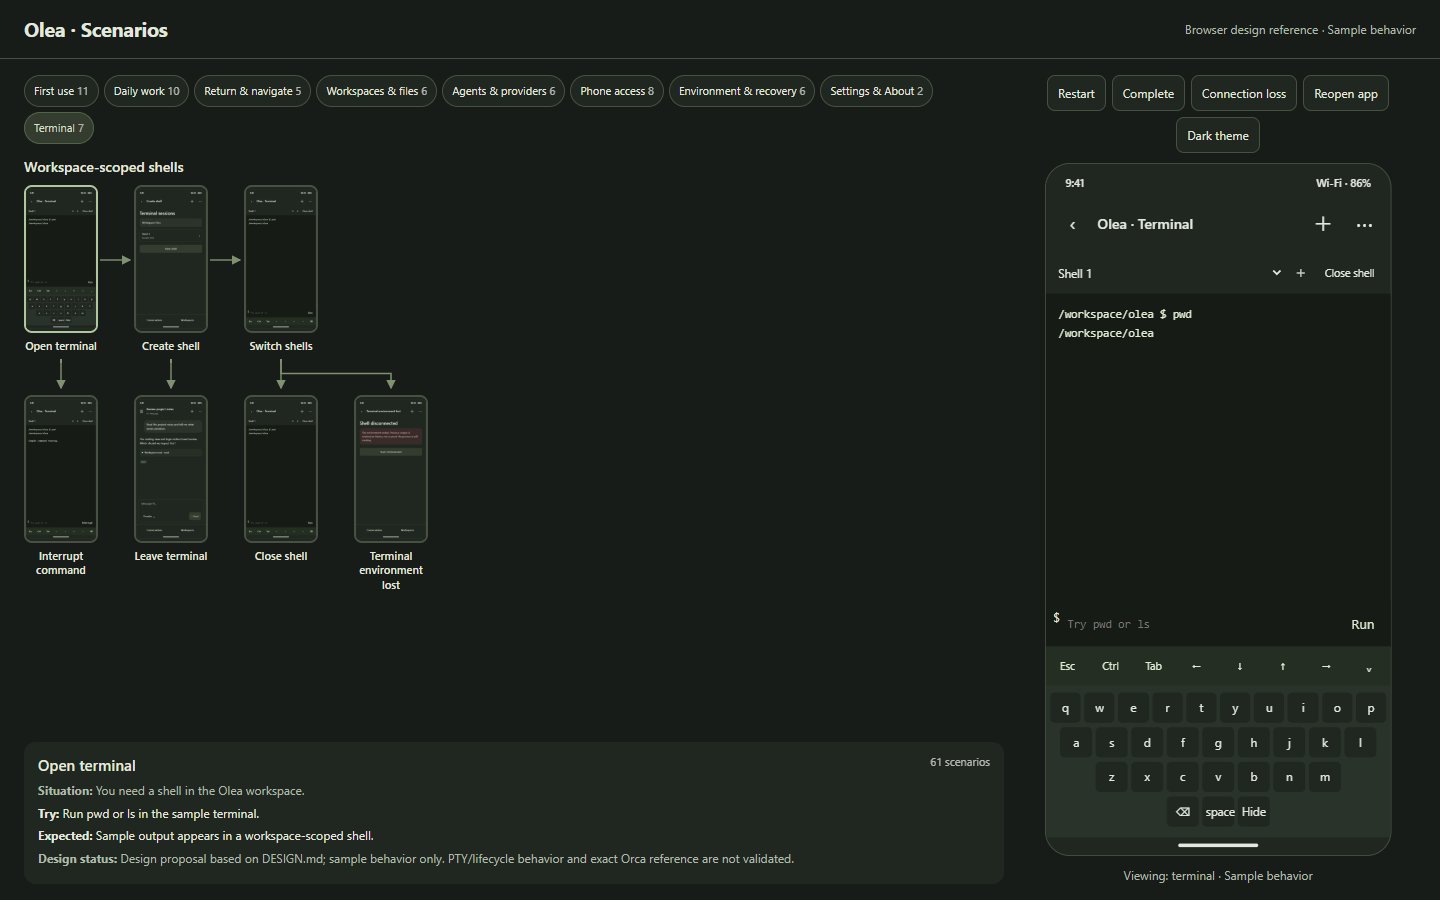 Olea · Scenarios
Browser design reference · Sample behavior
First use 11
Daily work 10
Return & navigate 5
Workspaces & files 6
Agents & providers 6
Phone access 8
Environment & recovery 6
Settings & About 2
Terminal 7
Restart
Complete
Connection loss
Reopen app
Dark theme
Workspace-scoped shells
Open terminal
Create shell
Switch shells
Interrupt
command
Leave terminal
Close shell
Terminal
environment
lost
Terminal sessions
Shell disconnected
Open terminal
61 scenarios
Situation: You need a shell in the Olea workspace.
Try: Run pwd or ls in the sample terminal.
Expected: Sample output appears in a workspace-scoped shell.
Design status: Design proposal based on DESIGN.md; sample behavior only. PTY/lifecycle behavior and exact Orca reference are not validated.
9:41
Wi-Fi · 86%
‹ Olea · Terminal + ...
Shell 1
+
Close shell
/workspace/olea $ pwd
/workspace/olea
$ Try pwd or ls
Run
Esc Ctrl Tab ← ↓ ↑ → ⌄
q w e r t y u i o p
a s d f g h j k l
z x c v b n m
⌫ space Hide
Viewing: terminal · Sample behavior